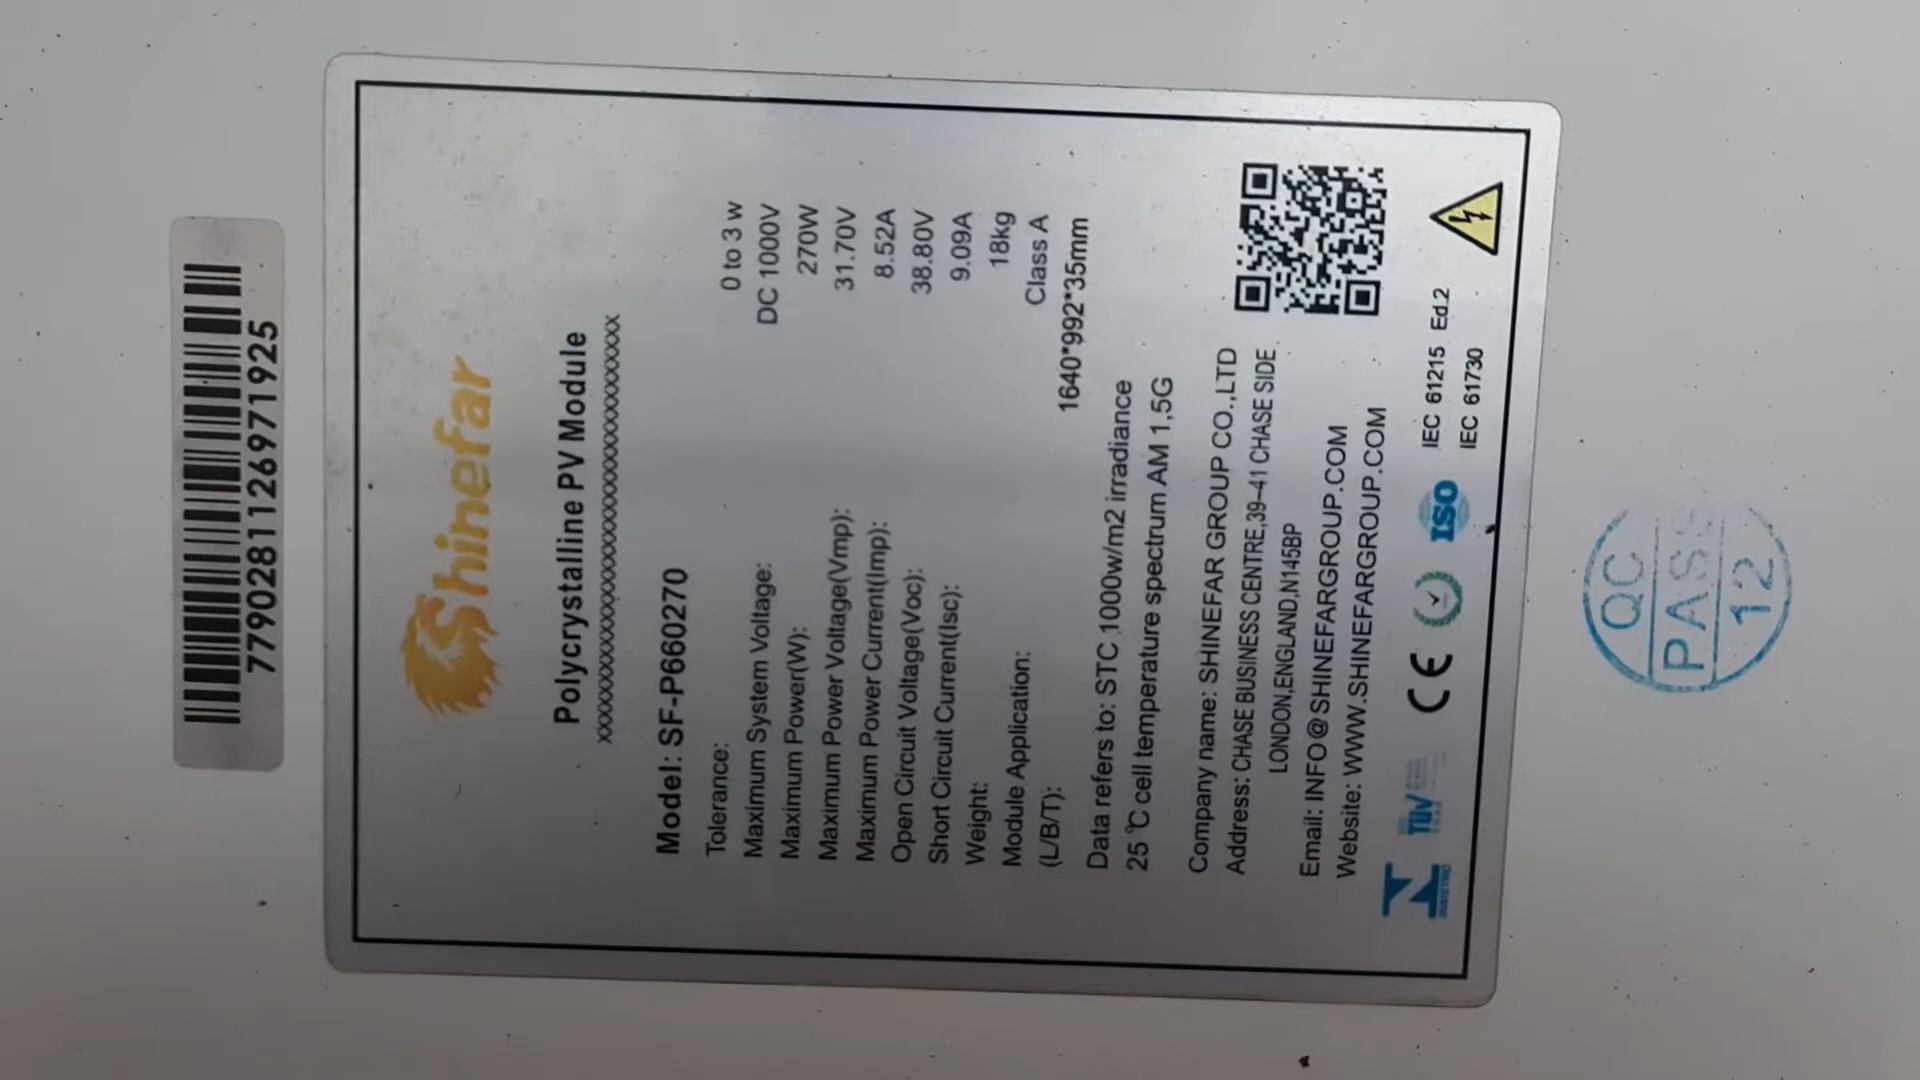 7790281126971925
Shinefar
Polycrystalline PV Module
Model: SF-P660270
Tolerance: 0 to 3 w
Maximum System Voltage: DC 1000V
Maximum Power(W): 270W
Maximum Power Voltage(Vmp): 31.70V
Maximum Power Current(Imp): 8.52A
Open Circuit Voltage(Voc): 38.80V
Short Circuit Current(Isc): 9.09A
Weight: 18kg
Module Application: Class A
(L/B/T): 1640*992*35mm
Data refers to: STC 1000w/m2 irradiance
25 ℃ cell temperature spectrum AM 1,5G
Company name: SHINEFAR GROUP CO.,LTD
Address: CHASE BUSINESS CENTRE,39-41 CHASE SIDE
LONDON,ENGLAND,N145BP
Email: INFO@SHINEFARGROUP.COM
Website: WWW.SHINEFARGROUP.COM
TÜV CE ISO
IEC 61215 Ed.2
IEC 61730
QC
PASS
12